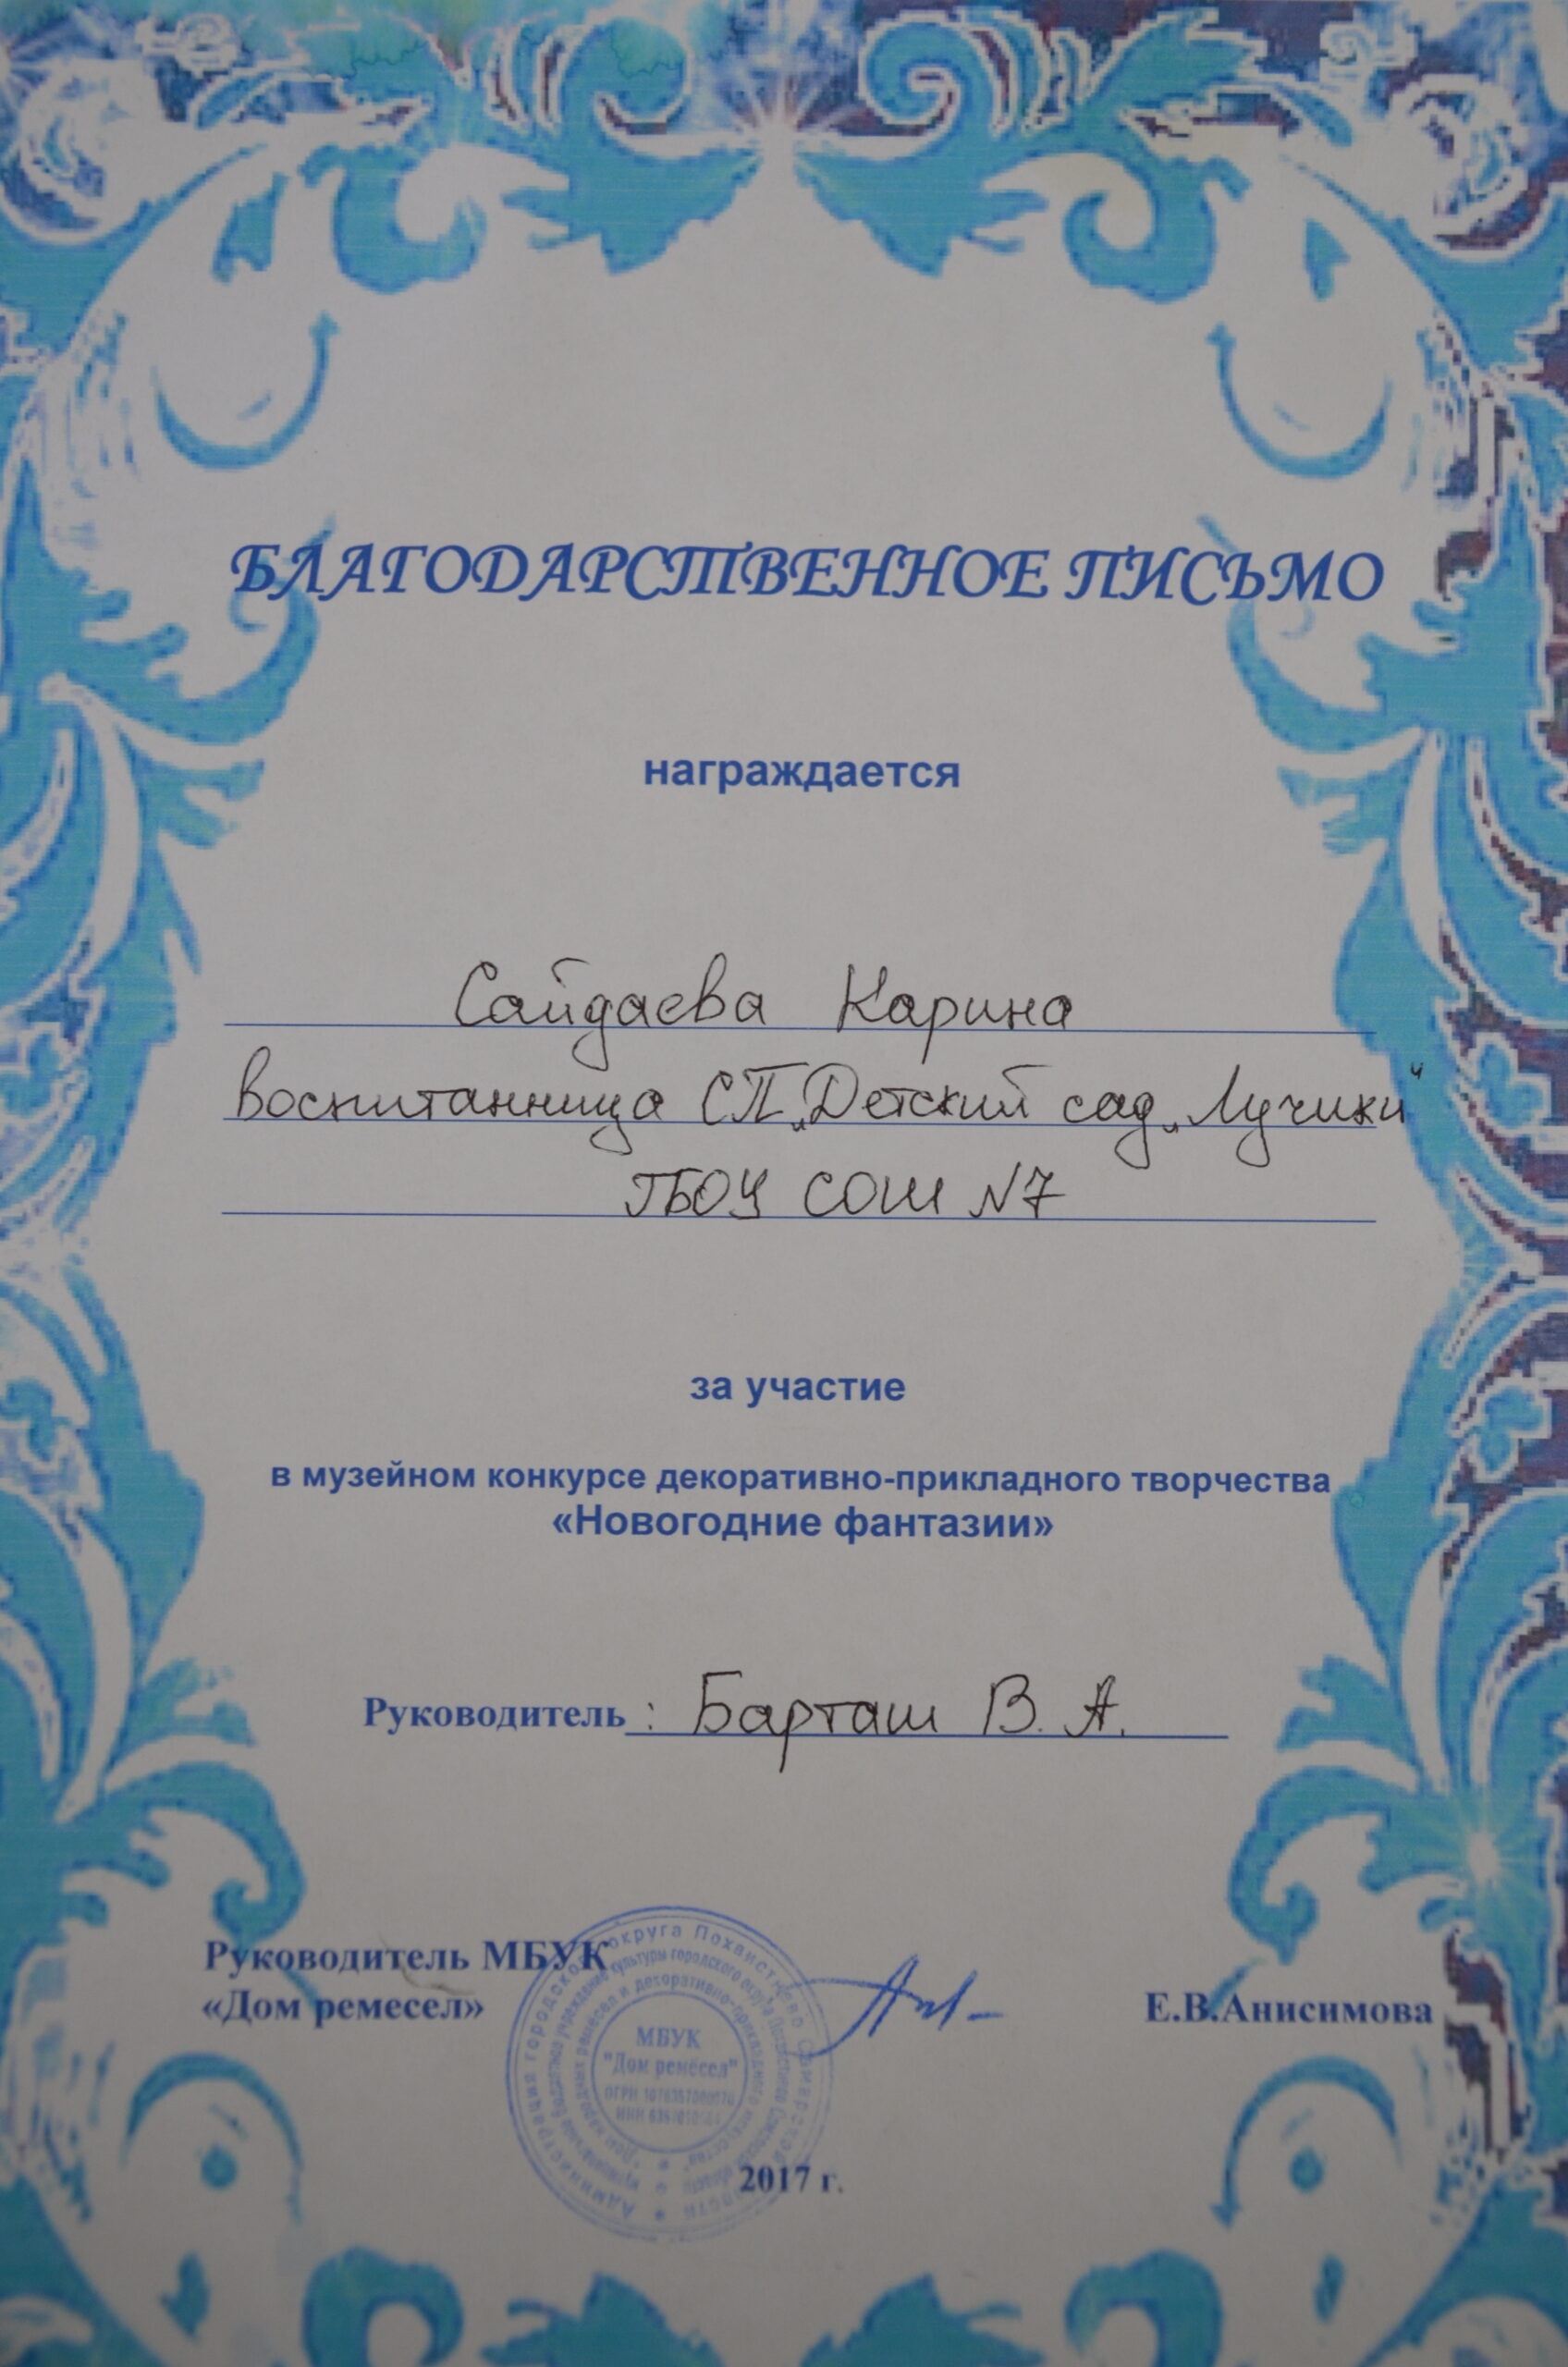 БЛАГОДАРСТВЕННОЕ ПИСЬМО
награждается
Сайдаева Карина
воспитанница СП „Детский сад „Лучики"
ГБОУ СОШ №7
за участие
в музейном конкурсе декоративно-прикладного творчества
«Новогодние фантазии»
Руководитель : Барташ В. А.
Руководитель МБУК
«Дом ремесел»
Е.В.Анисимова
МБУК
"Дом ремёсел"
2017 г.